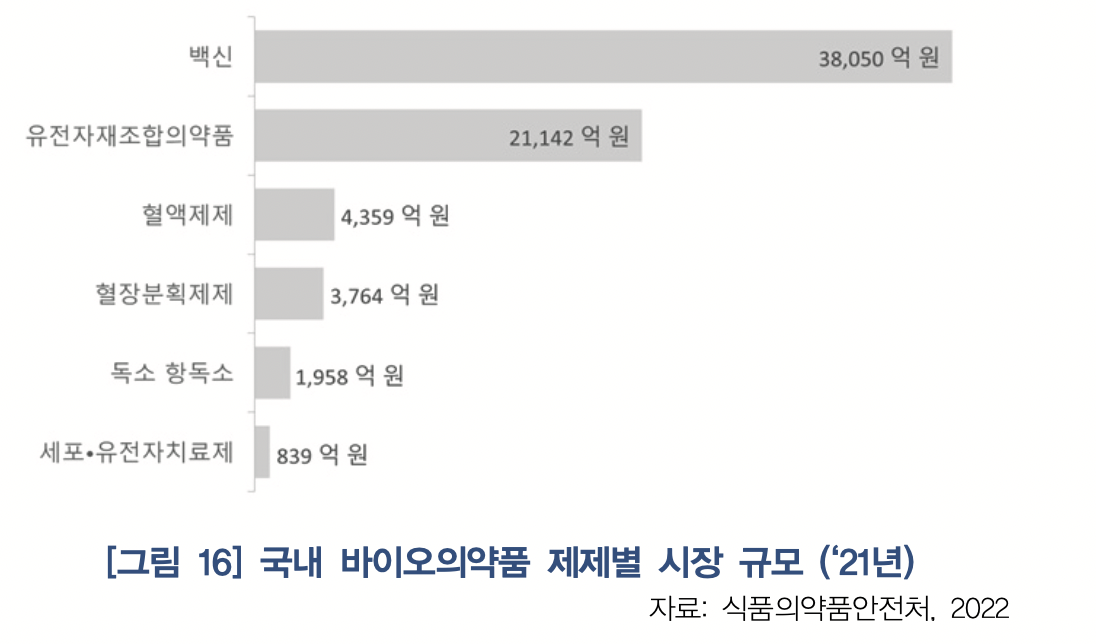 백신
38,050 억 원
유전자재조합의약품
21,142 억 원
혈액제제
4,359 억 원
혈장분획제제
3,764 억 원
독소 항독소
1,958 억 원
세포•유전자치료제
839 억 원
[그림 16] 국내 바이오의약품 제제별 시장 규모 (‘21년)
자료: 식품의약품안전처, 2022